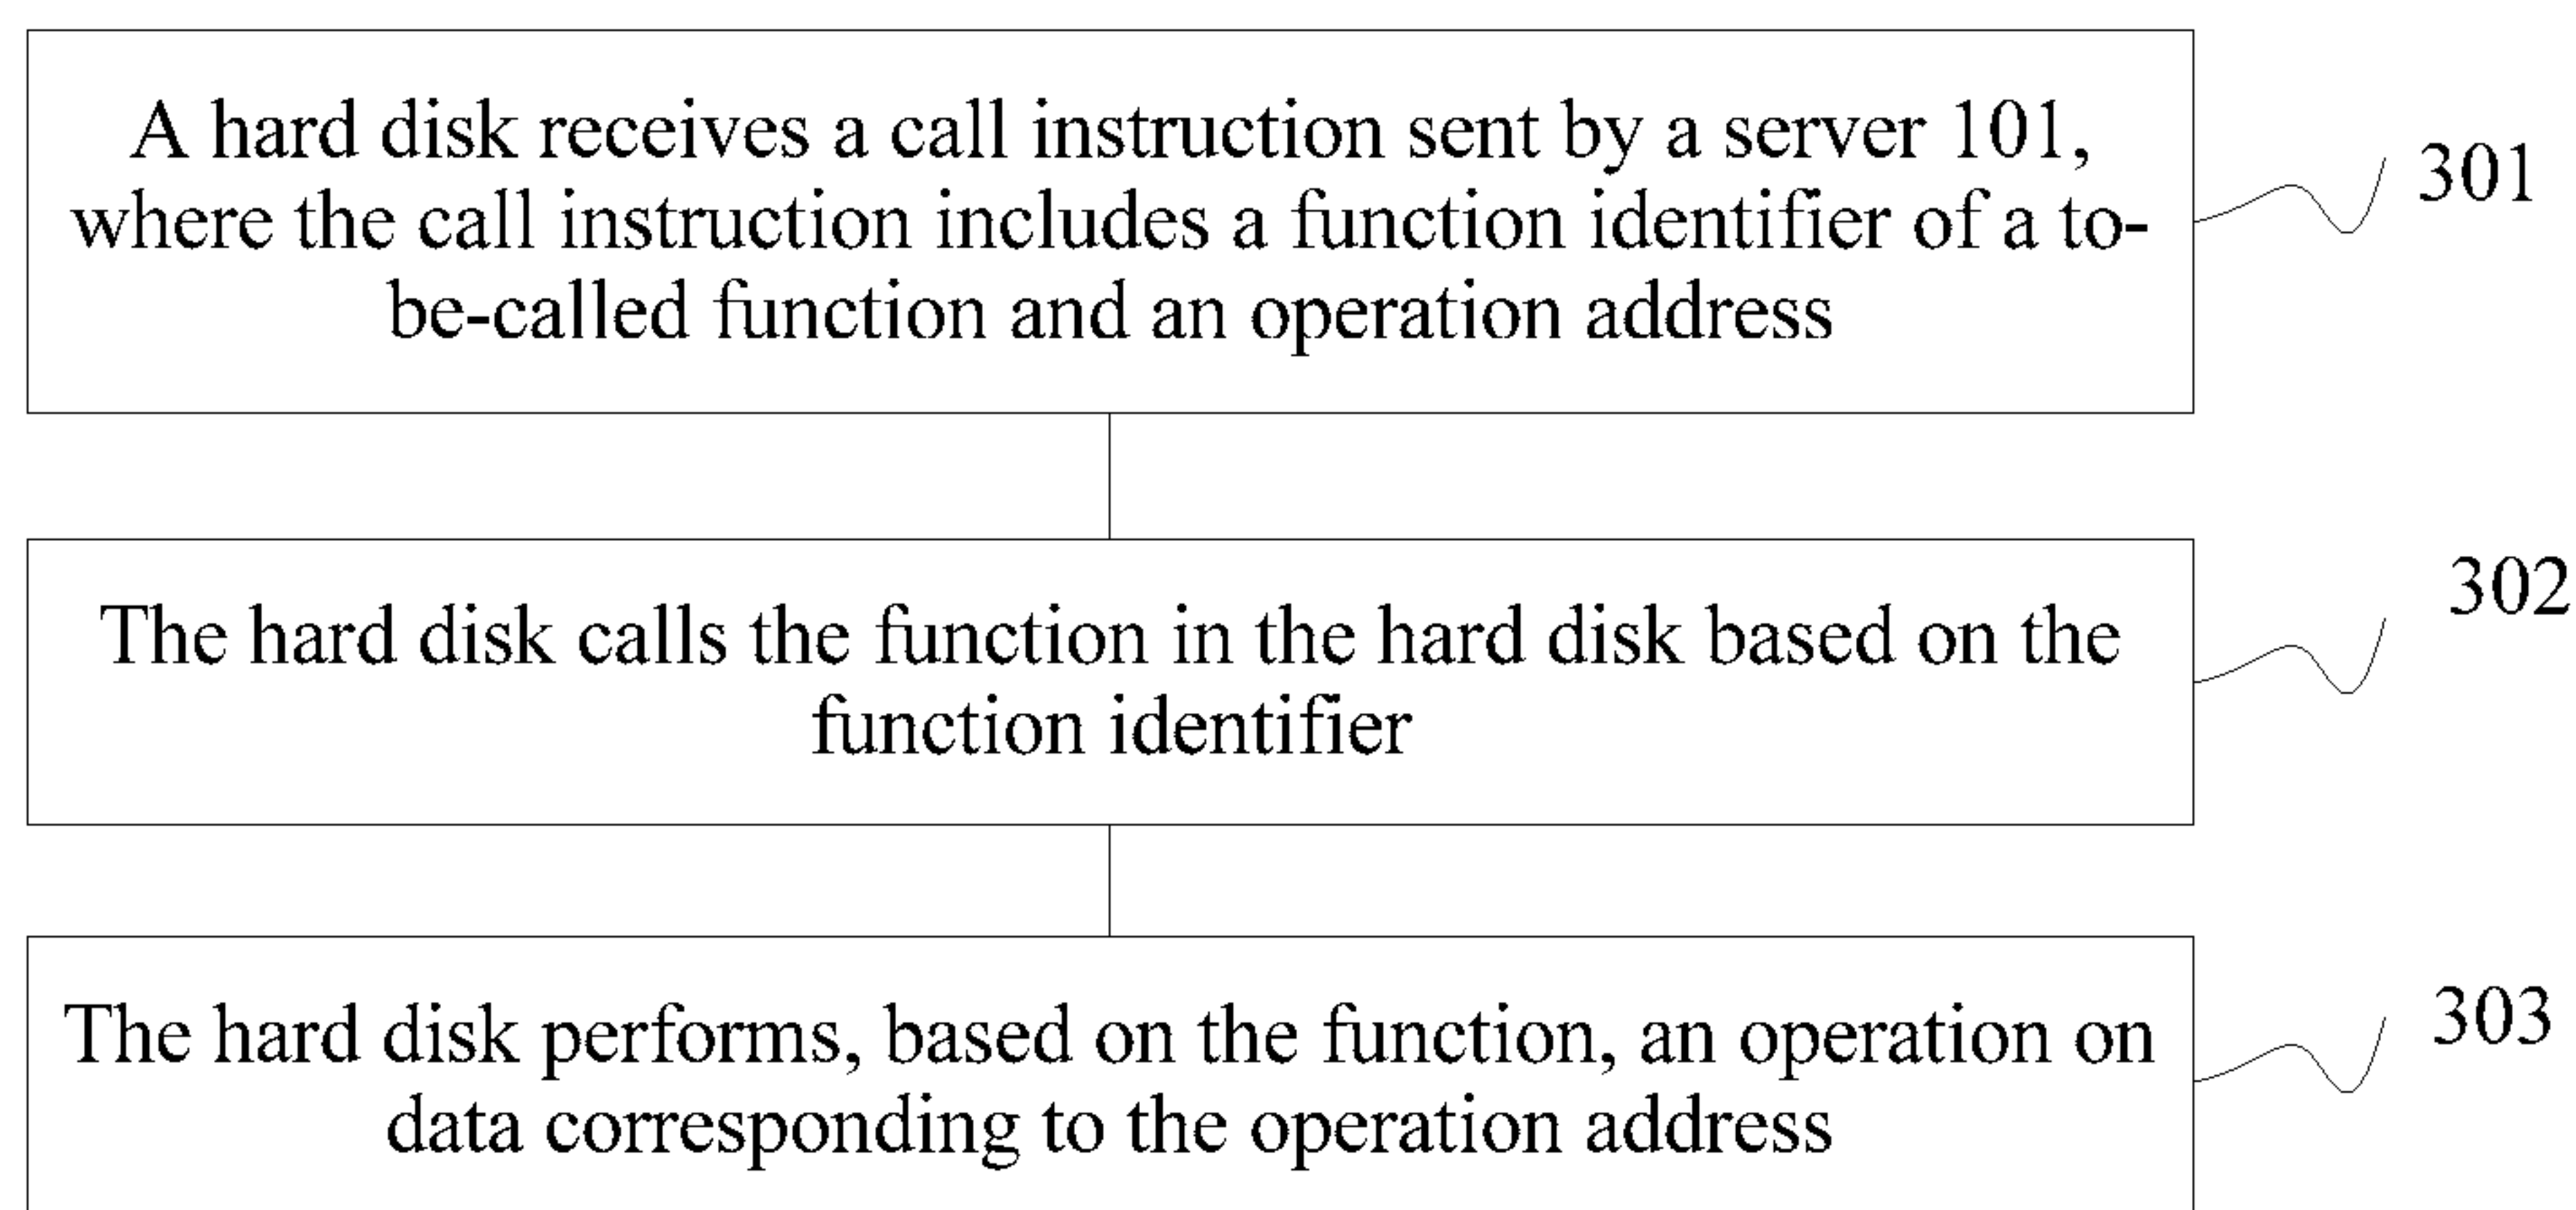 A hard disk receives a call instruction sent by a server 101,
where the call instruction includes a function identifier of a to-
be-called function and an operation address
301
The hard disk calls the function in the hard disk based on the
function identifier
302
The hard disk performs, based on the function, an operation on
data corresponding to the operation address
303